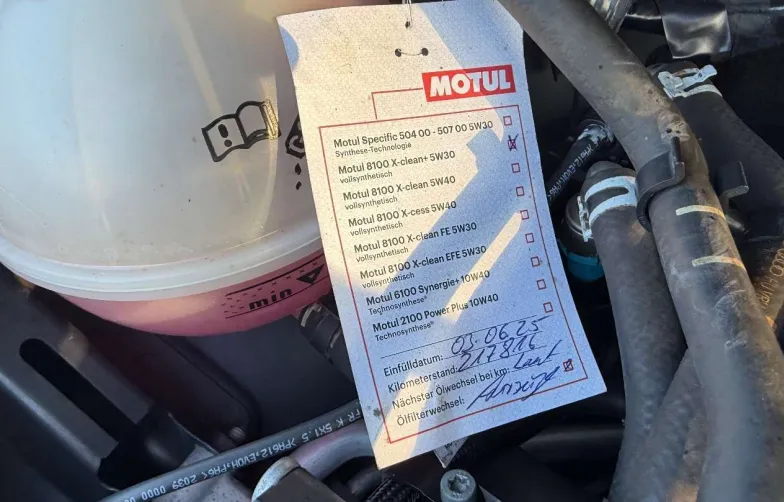 MOTUL
Motul Specific 504 00 - 507 00 5W30
Synthese-Technologie
Motul 8100 X-clean+ 5W30
vollsynthetisch
Motul 8100 X-clean 5W40
vollsynthetisch
Motul 8100 X-cess 5W40
vollsynthetisch
Motul 8100 X-clean FE 5W30
vollsynthetisch
Motul 8100 X-clean EFE 5W30
vollsynthetisch
Motul 6100 Synergie+ 10W40
Technosynthese®
Motul 2100 Power Plus 10W40
Technosynthese®
Einfülldatum: 03.06.25
Kilometerstand: 217816
Nächster Ölwechsel bei km: Laut
Ölfilterwechsel: Anzeige
min